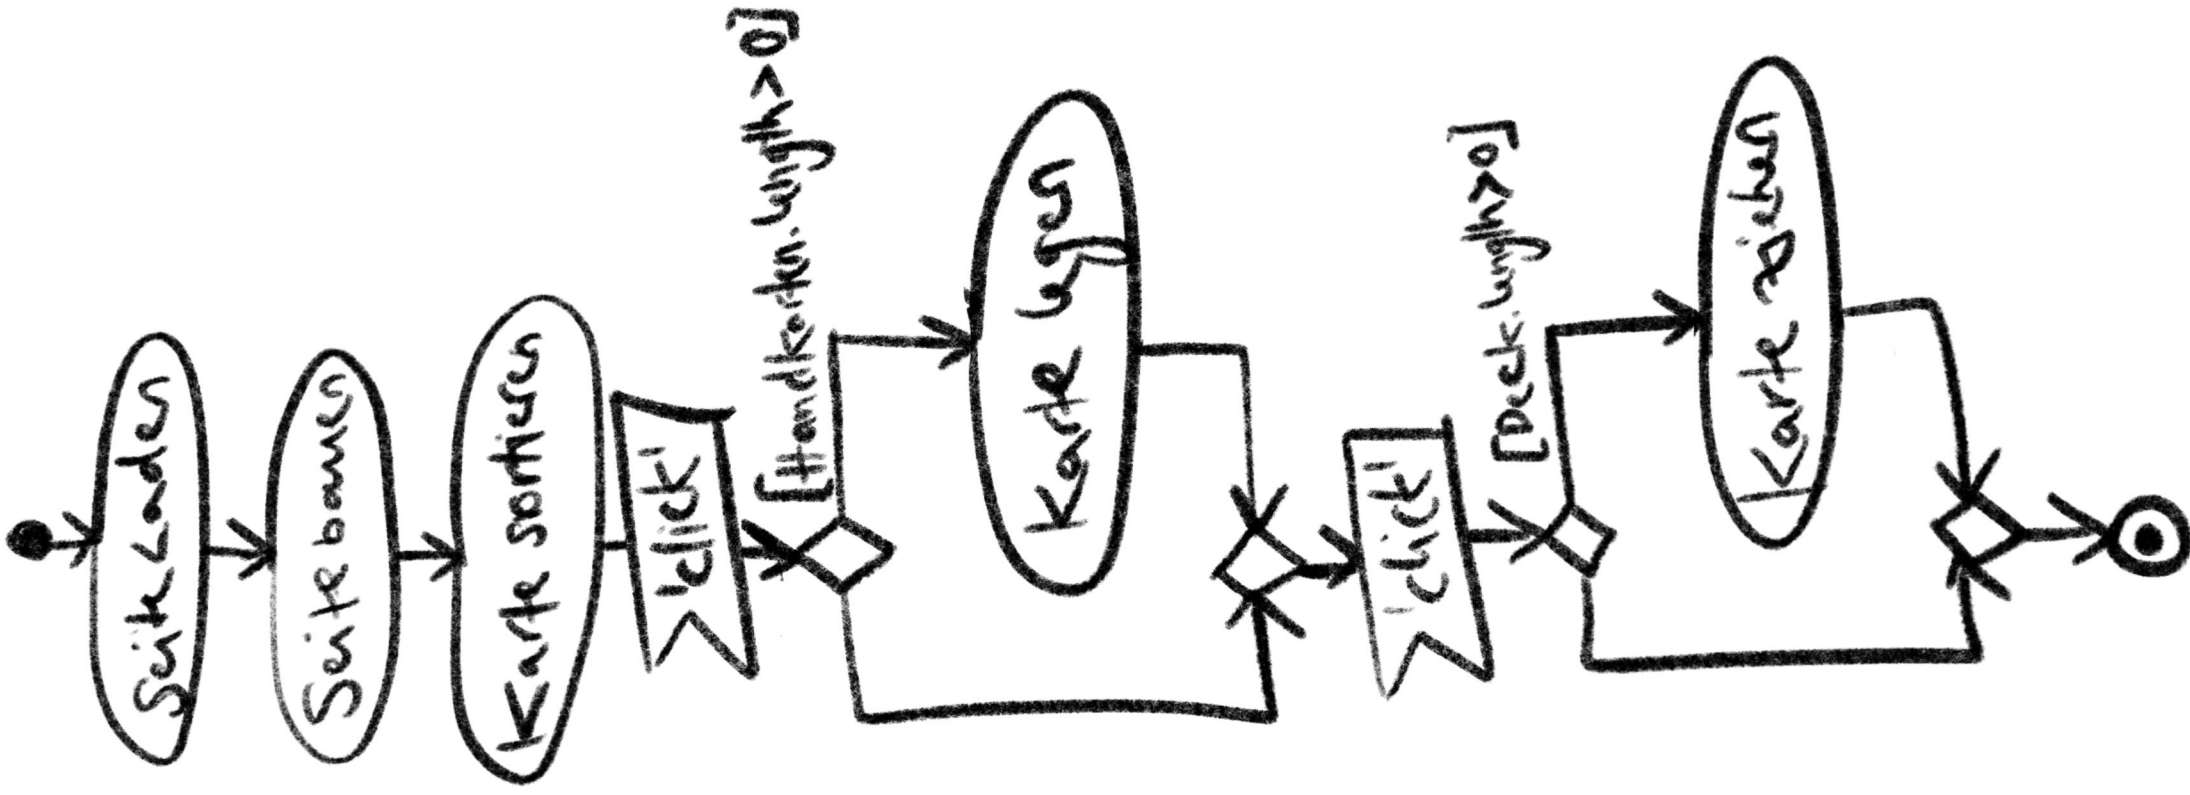 Seite Laden
Seite bauen
Karte sortieren
'click'
[Handkarten.length>0]
Karte legen
'click'
[Deck.length>0]
Karte ziehen